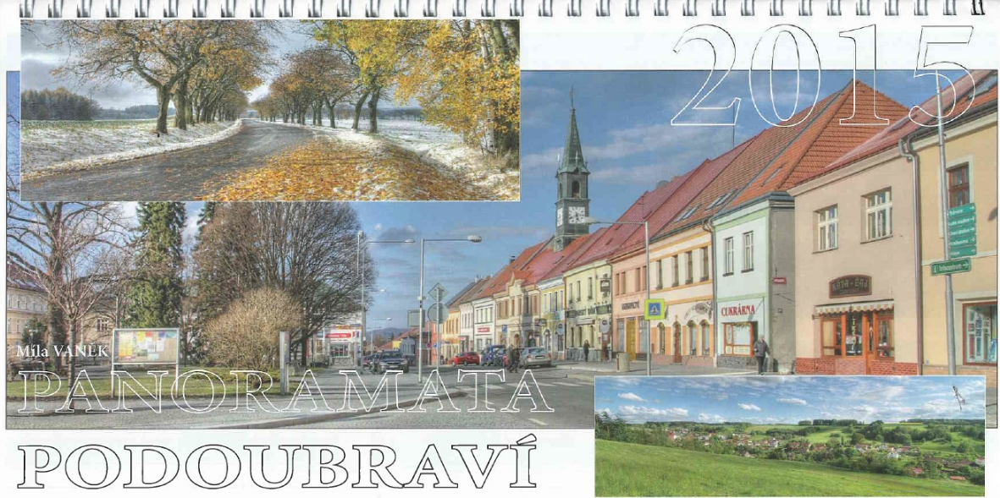 2015
CUKRÁRNA
Míla VANĚK
PANORAMATA
PODOUBRAVÍ